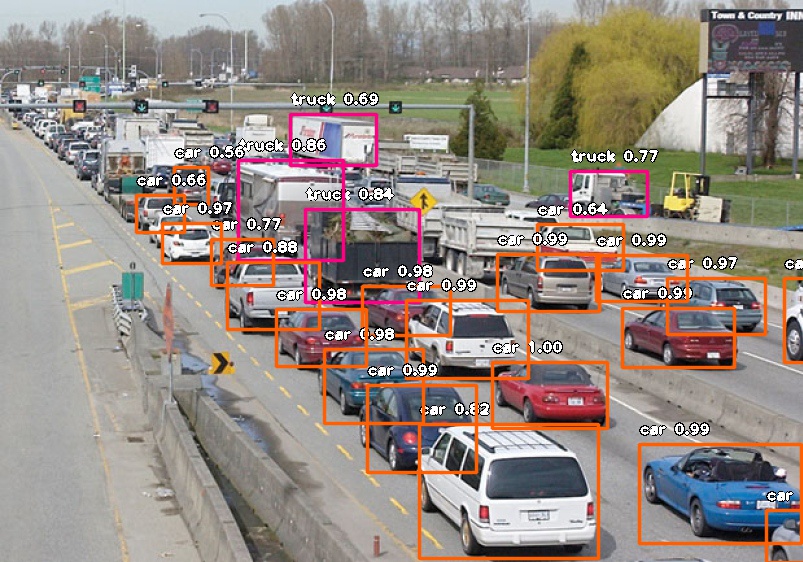 Town & Country INN
truck 0.69
truck 0.86
car 0.56
truck 0.77
car 0.66
truck 0.84
car 0.97
car 0.64
car 0.77
car 0.99
car 0.99
car 0.88
car 0.98
car 0.97
ca
car 0.99
car 0.98
car 0.99
car 0.98
car 1.00
car 0.99
car 0.82
car 0.99
car